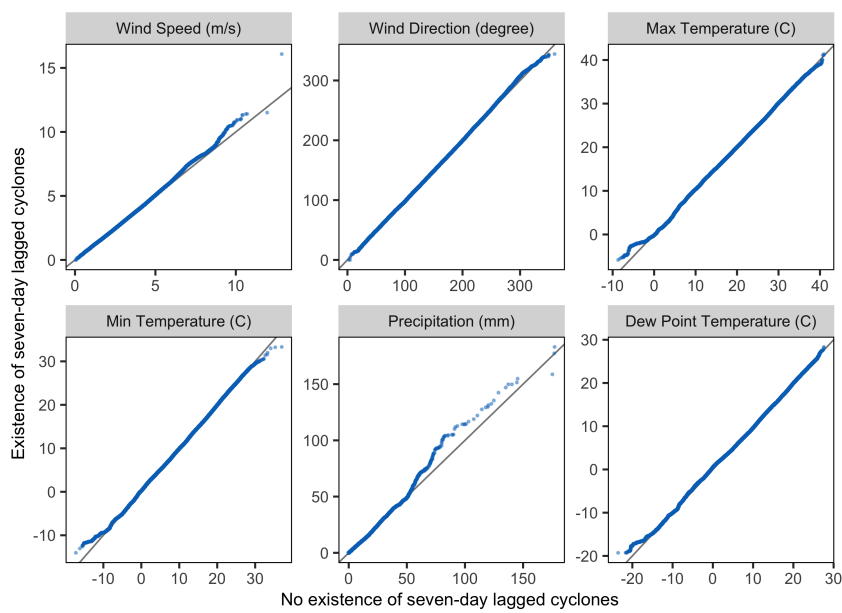 Wind Speed (m/s) Wind Direction (degree) Max Temperature (C)
15
10
5
0
0 5 10
300
200
100
0
0 100 200 300
40
30
20
10
0
-10 0 10 20 30 40
Existence of seven-day lagged cyclones
Min Temperature (C) Precipitation (mm) Dew Point Temperature (C)
30
20
10
0
-10
-10 0 10 20 30
150
100
50
0
0 50 100 150
30
20
10
0
-10
-20
-20 -10 0 10 20 30
No existence of seven-day lagged cyclones